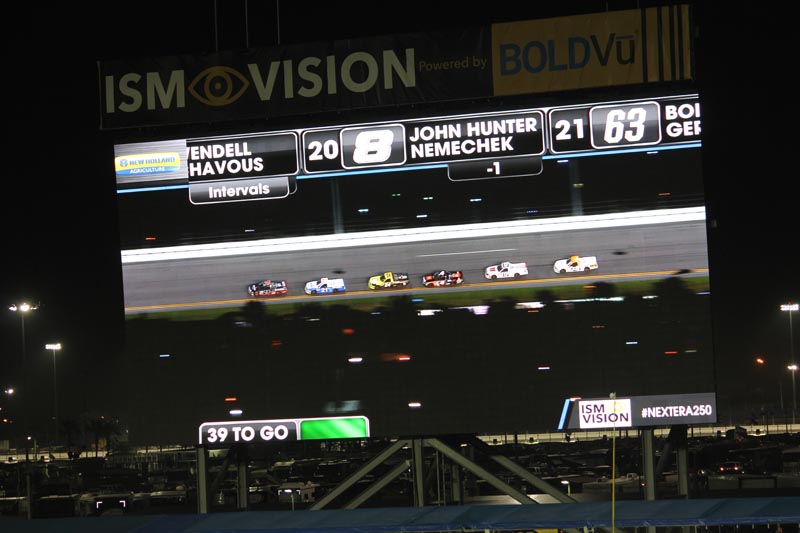 ISM VISION Powered by BOLDVū
NEW HOLLAND
AGRICULTURE
ENDELL
HAVOUS
20 8 JOHN HUNTER
NEMECHEK
21 63 BO
GER
Intervals
-1
39 TO GO
ISM
VISION
#NEXTERA250